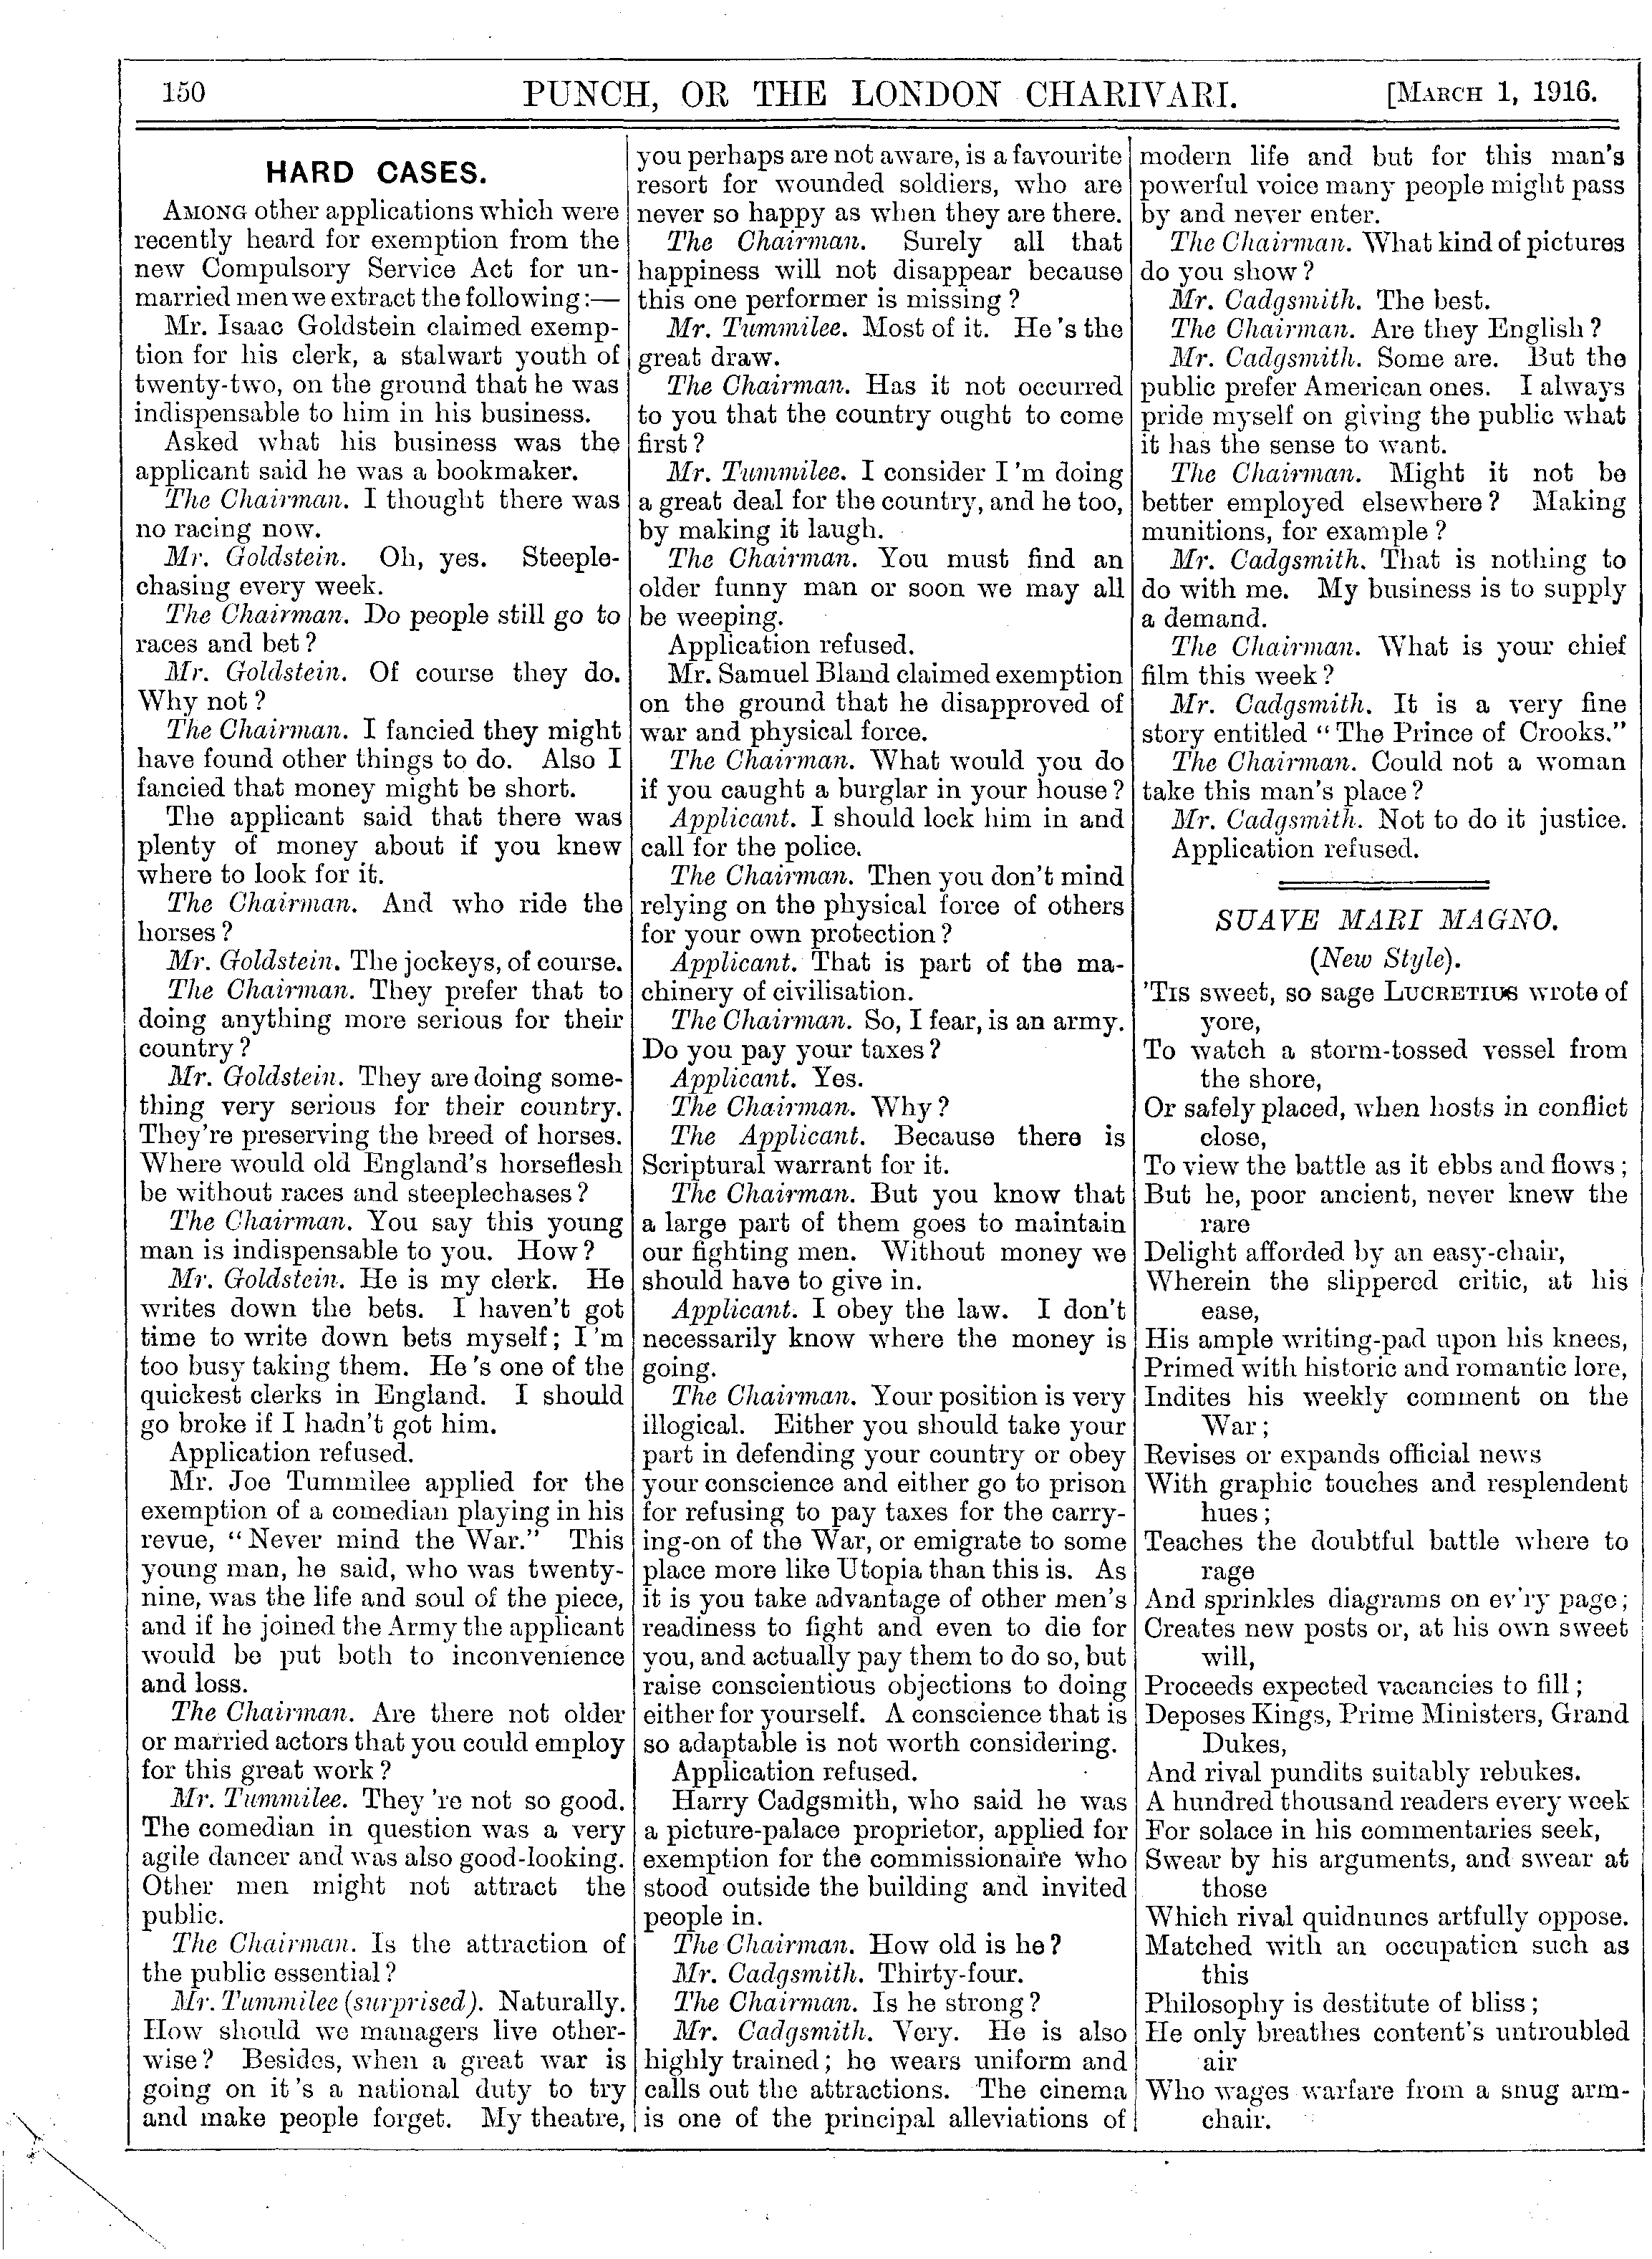 150
PUNCH, OR THE LONDON CHARIVARI.
[MARCH 1, 1916.
HARD CASES.
AMONG other applications which were
recently heard for exemption from the
new Compulsory Service Act for un-
married men we extract the following:—
Mr. Isaac Goldstein claimed exemp-
tion for his clerk, a stalwart youth of
twenty-two, on the ground that he was
indispensable to him in his business.
Asked what his business was the
applicant said he was a bookmaker.
The Chairman. I thought there was
no racing now.
Mr. Goldstein. Oh, yes. Steeple-
chasing every week.
The Chairman. Do people still go to
races and bet?
Mr. Goldstein. Of course they do.
Why not?
The Chairman. I fancied they might
have found other things to do. Also I
fancied that money might be short.
The applicant said that there was
plenty of money about if you knew
where to look for it.
The Chairman. And who ride the
horses?
Mr. Goldstein. The jockeys, of course.
The Chairman. They prefer that to
doing anything more serious for their
country?
Mr. Goldstein. They are doing some-
thing very serious for their country.
They're preserving the breed of horses.
Where would old England's horseflesh
be without races and steeplechases?
The Chairman. You say this young
man is indispensable to you. How?
Mr. Goldstein. He is my clerk. He
writes down the bets. I haven't got
time to write down bets myself; I'm
too busy taking them. He's one of the
quickest clerks in England. I should
go broke if I hadn't got him.
Application refused.
Mr. Joe Tummilee applied for the
exemption of a comedian playing in his
revue, "Never mind the War." This
young man, he said, who was twenty-
nine, was the life and soul of the piece,
and if he joined the Army the applicant
would be put both to inconvenience
and loss.
The Chairman. Are there not older
or married actors that you could employ
for this great work?
Mr. Tummilee. They're not so good.
The comedian in question was a very
agile dancer and was also good-looking.
Other men might not attract the
public.
The Chairman. Is the attraction of
the public essential?
Mr. Tummilee (surprised). Naturally.
How should we managers live other-
wise? Besides, when a great war is
going on it's a national duty to try
and make people forget. My theatre,
you perhaps are not aware, is a favourite
resort for wounded soldiers, who are
never so happy as when they are there.
The Chairman. Surely all that
happiness will not disappear because
this one performer is missing?
Mr. Tummilee. Most of it. He's the
great draw.
The Chairman. Has it not occurred
to you that the country ought to come
first?
Mr. Tummilee. I consider I'm doing
a great deal for the country, and he too,
by making it laugh.
The Chairman. You must find an
older funny man or soon we may all
be weeping.
Application refused.
Mr. Samuel Bland claimed exemption
on the ground that he disapproved of
war and physical force.
The Chairman. What would you do
if you caught a burglar in your house?
Applicant. I should lock him in and
call for the police.
The Chairman. Then you don't mind
relying on the physical force of others
for your own protection?
Applicant. That is part of the ma-
chinery of civilisation.
The Chairman. So, I fear, is an army.
Do you pay your taxes?
Applicant. Yes.
The Chairman. Why?
The Applicant. Because there is
Scriptural warrant for it.
The Chairman. But you know that
a large part of them goes to maintain
our fighting men. Without money we
should have to give in.
Applicant. I obey the law. I don't
necessarily know where the money is
going.
The Chairman. Your position is very
illogical. Either you should take your
part in defending your country or obey
your conscience and either go to prison
for refusing to pay taxes for the carry-
ing-on of the War, or emigrate to some
place more like Utopia than this is. As
it is you take advantage of other men's
readiness to fight and even to die for
you, and actually pay them to do so, but
raise conscientious objections to doing
either for yourself. A conscience that is
so adaptable is not worth considering.
Application refused.
Harry Cadgsmith, who said he was
a picture-palace proprietor, applied for
exemption for the commissionaire who
stood outside the building and invited
people in.
The Chairman. How old is he?
Mr. Cadgsmith. Thirty-four.
The Chairman. Is he strong?
Mr. Cadgsmith. Very. He is also
highly trained; he wears uniform and
calls out the attractions. The cinema
is one of the principal alleviations of
modern life and but for this man's
powerful voice many people might pass
by and never enter.
The Chairman. What kind of pictures
do you show?
Mr. Cadgsmith. The best.
The Chairman. Are they English?
Mr. Cadgsmith. Some are. But the
public prefer American ones. I always
pride myself on giving the public what
it has the sense to want.
The Chairman. Might it not be
better employed elsewhere? Making
munitions, for example?
Mr. Cadgsmith. That is nothing to
do with me. My business is to supply
a demand.
The Chairman. What is your chief
film this week?
Mr. Cadgsmith. It is a very fine
story entitled "The Prince of Crooks."
The Chairman. Could not a woman
take this man's place?
Mr. Cadgsmith. Not to do it justice.
Application refused.
SUAVE MARI MAGNO.
(New Style).
'TIS sweet, so sage LUCRETIUS wrote of
yore,
To watch a storm-tossed vessel from
the shore,
Or safely placed, when hosts in conflict
close,
To view the battle as it ebbs and flows;
But he, poor ancient, never knew the
rare
Delight afforded by an easy-chair,
Wherein the slippered critic, at his
ease,
His ample writing-pad upon his knees,
Primed with historic and romantic lore,
Indites his weekly comment on the
War;
Revises or expands official news
With graphic touches and resplendent
hues;
Teaches the doubtful battle where to
rage
And sprinkles diagrams on ev'ry page;
Creates new posts or, at his own sweet
will,
Proceeds expected vacancies to fill;
Deposes Kings, Prime Ministers, Grand
Dukes,
And rival pundits suitably rebukes.
A hundred thousand readers every week
For solace in his commentaries seek,
Swear by his arguments, and swear at
those
Which rival quidnuncs artfully oppose.
Matched with an occupation such as
this
Philosophy is destitute of bliss;
He only breathes content's untroubled
air
Who wages warfare from a snug arm-
chair.